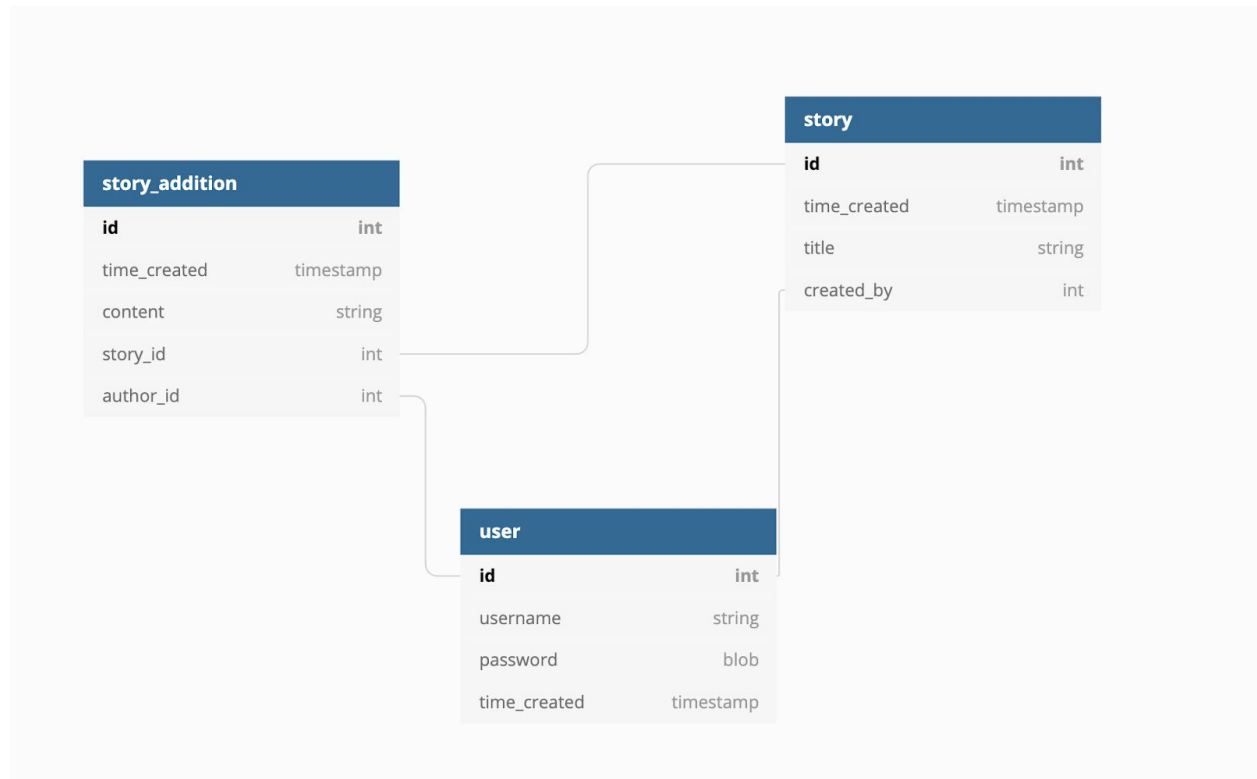 story_addition
id int
time_created timestamp
content string
story_id int
author_id int
story
id int
time_created timestamp
title string
created_by int
user
id int
username string
password blob
time_created timestamp